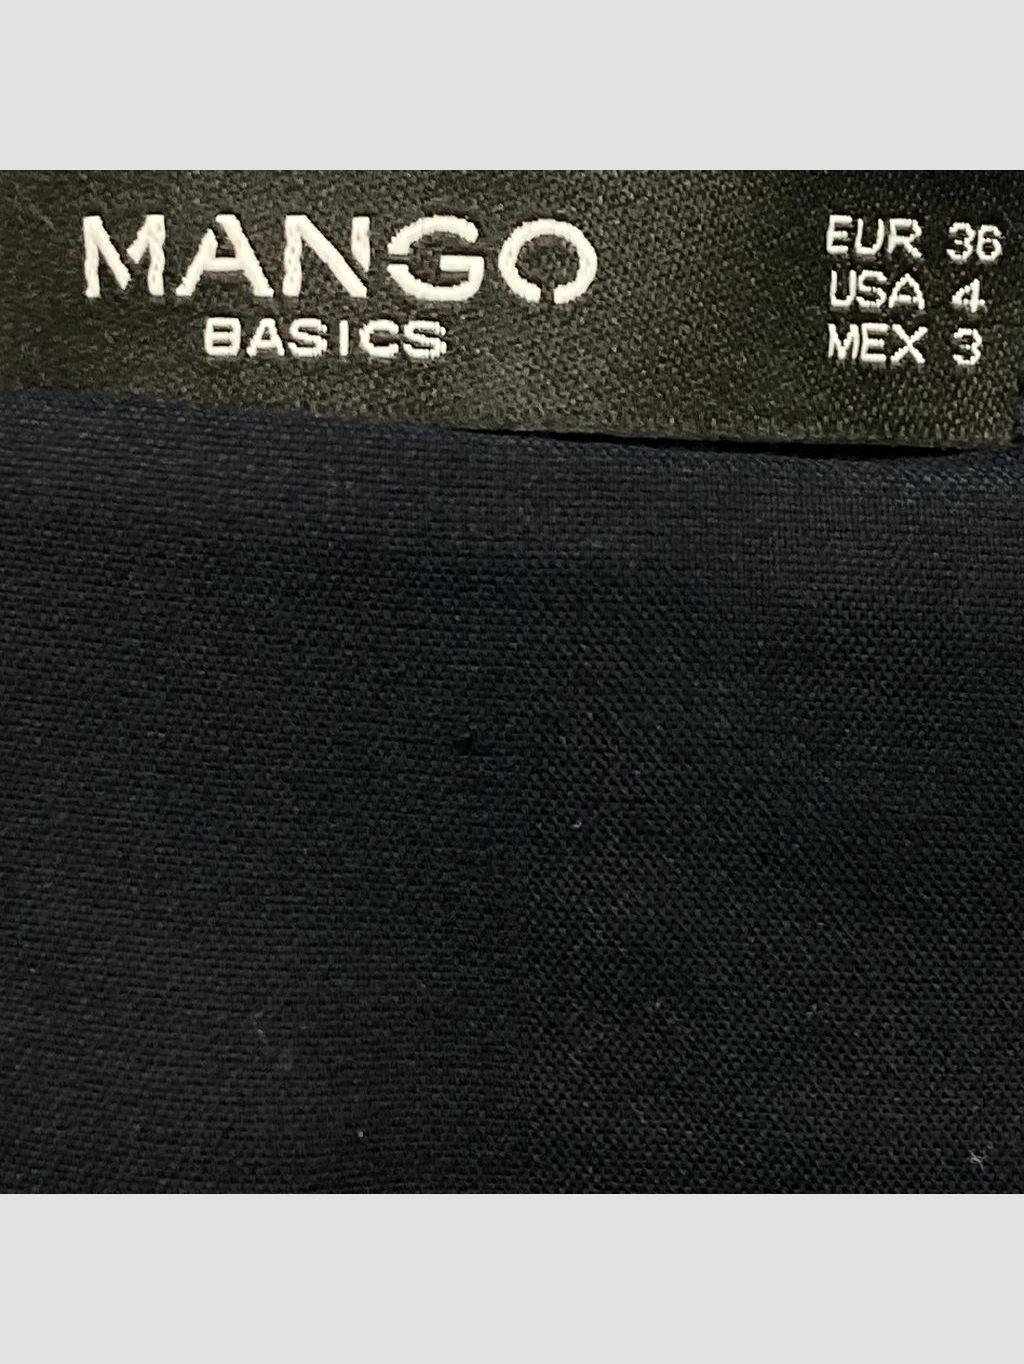 MANGO
BASICS
EUR 36
USA 4
MEX 3